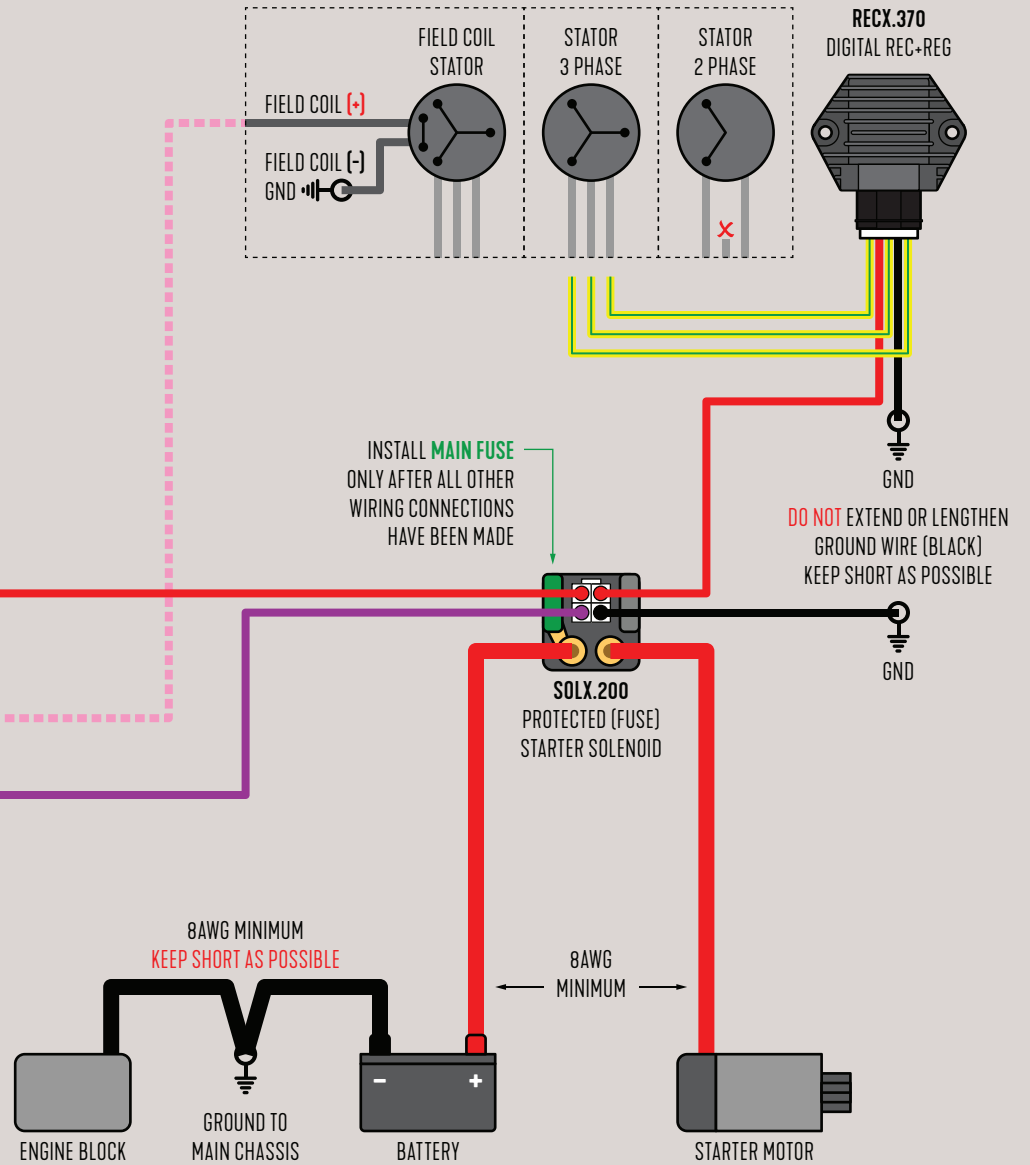 FIELD COIL
STATOR
STATOR
3 PHASE
STATOR
2 PHASE
RECX.370
DIGITAL REC+REG
FIELD COIL (+)
FIELD COIL (-)
GND
X
GND
DO NOT EXTEND OR LENGTHEN
GROUND WIRE (BLACK)
KEEP SHORT AS POSSIBLE
INSTALL MAIN FUSE
ONLY AFTER ALL OTHER
WIRING CONNECTIONS
HAVE BEEN MADE
GND
SOLX.200
PROTECTED (FUSE)
STARTER SOLENOID
8AWG MINIMUM
KEEP SHORT AS POSSIBLE
8AWG
MINIMUM
- +
ENGINE BLOCK
GROUND TO
MAIN CHASSIS
BATTERY
STARTER MOTOR